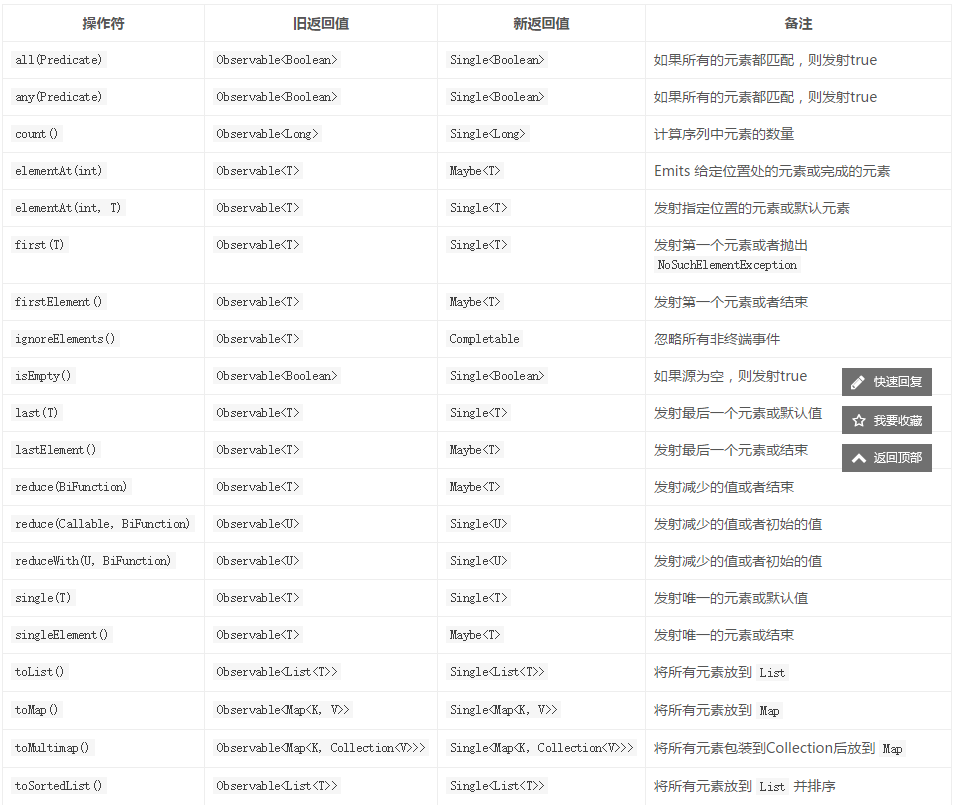 操作符 旧返回值 新返回值 备注
all(Predicate) Observable<Boolean> Single<Boolean> 如果所有的元素都匹配，则发射true
any(Predicate) Observable<Boolean> Single<Boolean> 如果所有的元素都匹配，则发射true
count() Observable<Long> Single<Long> 计算序列中元素的数量
elementAt(int) Observable<T> Maybe<T> Emits 给定位置处的元素或完成的元素
elementAt(int, T) Observable<T> Single<T> 发射指定位置的元素或默认元素
first(T) Observable<T> Single<T> 发射第一个元素或者抛出
NoSuchElementException
firstElement() Observable<T> Maybe<T> 发射第一个元素或者结束
ignoreElements() Observable<T> Completable 忽略所有非终端事件
isEmpty() Observable<Boolean> Single<Boolean> 如果源为空，则发射true
快速回复
last(T) Observable<T> Single<T> 发射最后一个元素或默认值
我要收藏
lastElement() Observable<T> Maybe<T> 发射最后一个元素或结束
返回顶部
reduce(BiFunction) Observable<T> Maybe<T> 发射减少的值或者结束
reduce(Callable, BiFunction) Observable<U> Single<U> 发射减少的值或者初始的值
reduceWith(U, BiFunction) Observable<U> Single<U> 发射减少的值或者初始的值
single(T) Observable<T> Single<T> 发射唯一的元素或默认值
singleElement() Observable<T> Maybe<T> 发射唯一的元素或结束
toList() Observable<List<T>> Single<List<T>> 将所有元素放到 List
toMap() Observable<Map<K, V>> Single<Map<K, V>> 将所有元素放到 Map
toMultimap() Observable<Map<K, Collection<V>>> Single<Map<K, Collection<V>>> 将所有元素包装到Collection后放到 Map
toSortedList() Observable<List<T>> Single<List<T>> 将所有元素放到 List 并排序